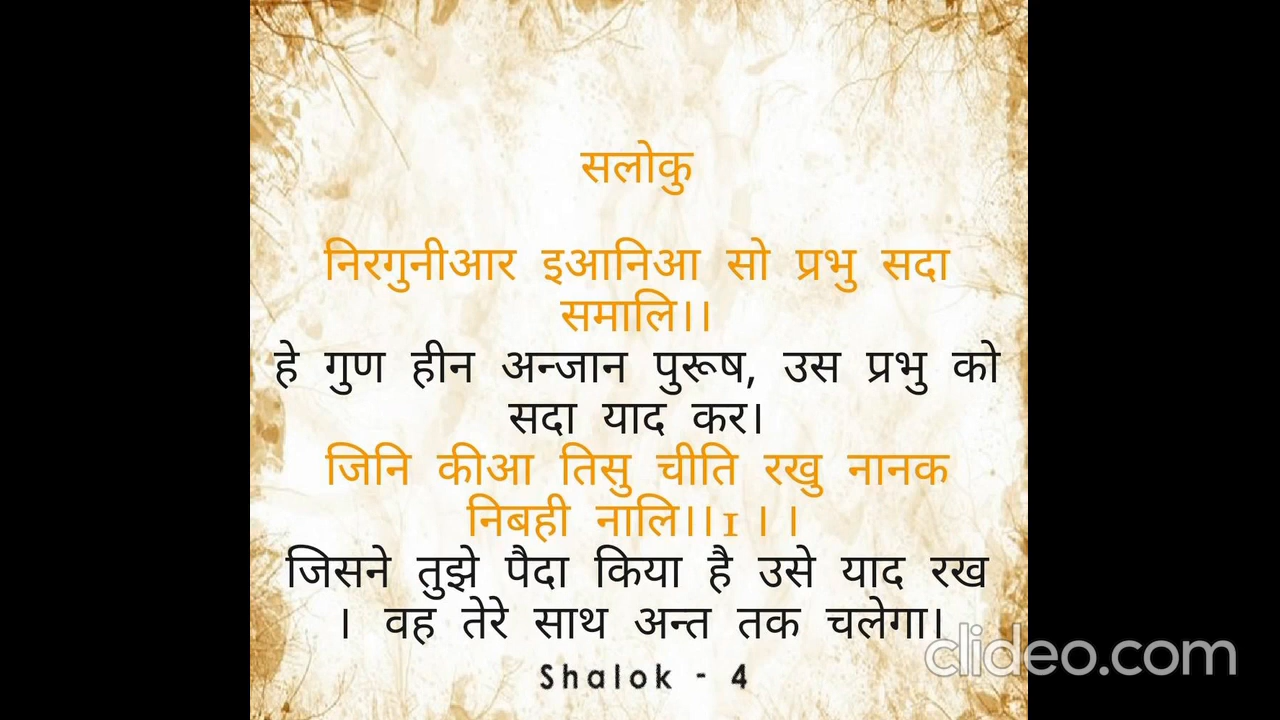 सलोकु
निरगुनीआर इआनिआ सो प्रभु सदा
समालि।।
हे गुण हीन अन्जान पुरूष, उस प्रभु को
सदा याद कर।
जिनि कीआ तिसु चीति रखु नानक
निबही नालि।।1।।
जिसने तुझे पैदा किया है उसे याद रख
। वह तेरे साथ अन्त तक चलेगा।
clideo.com
Shalok - 4